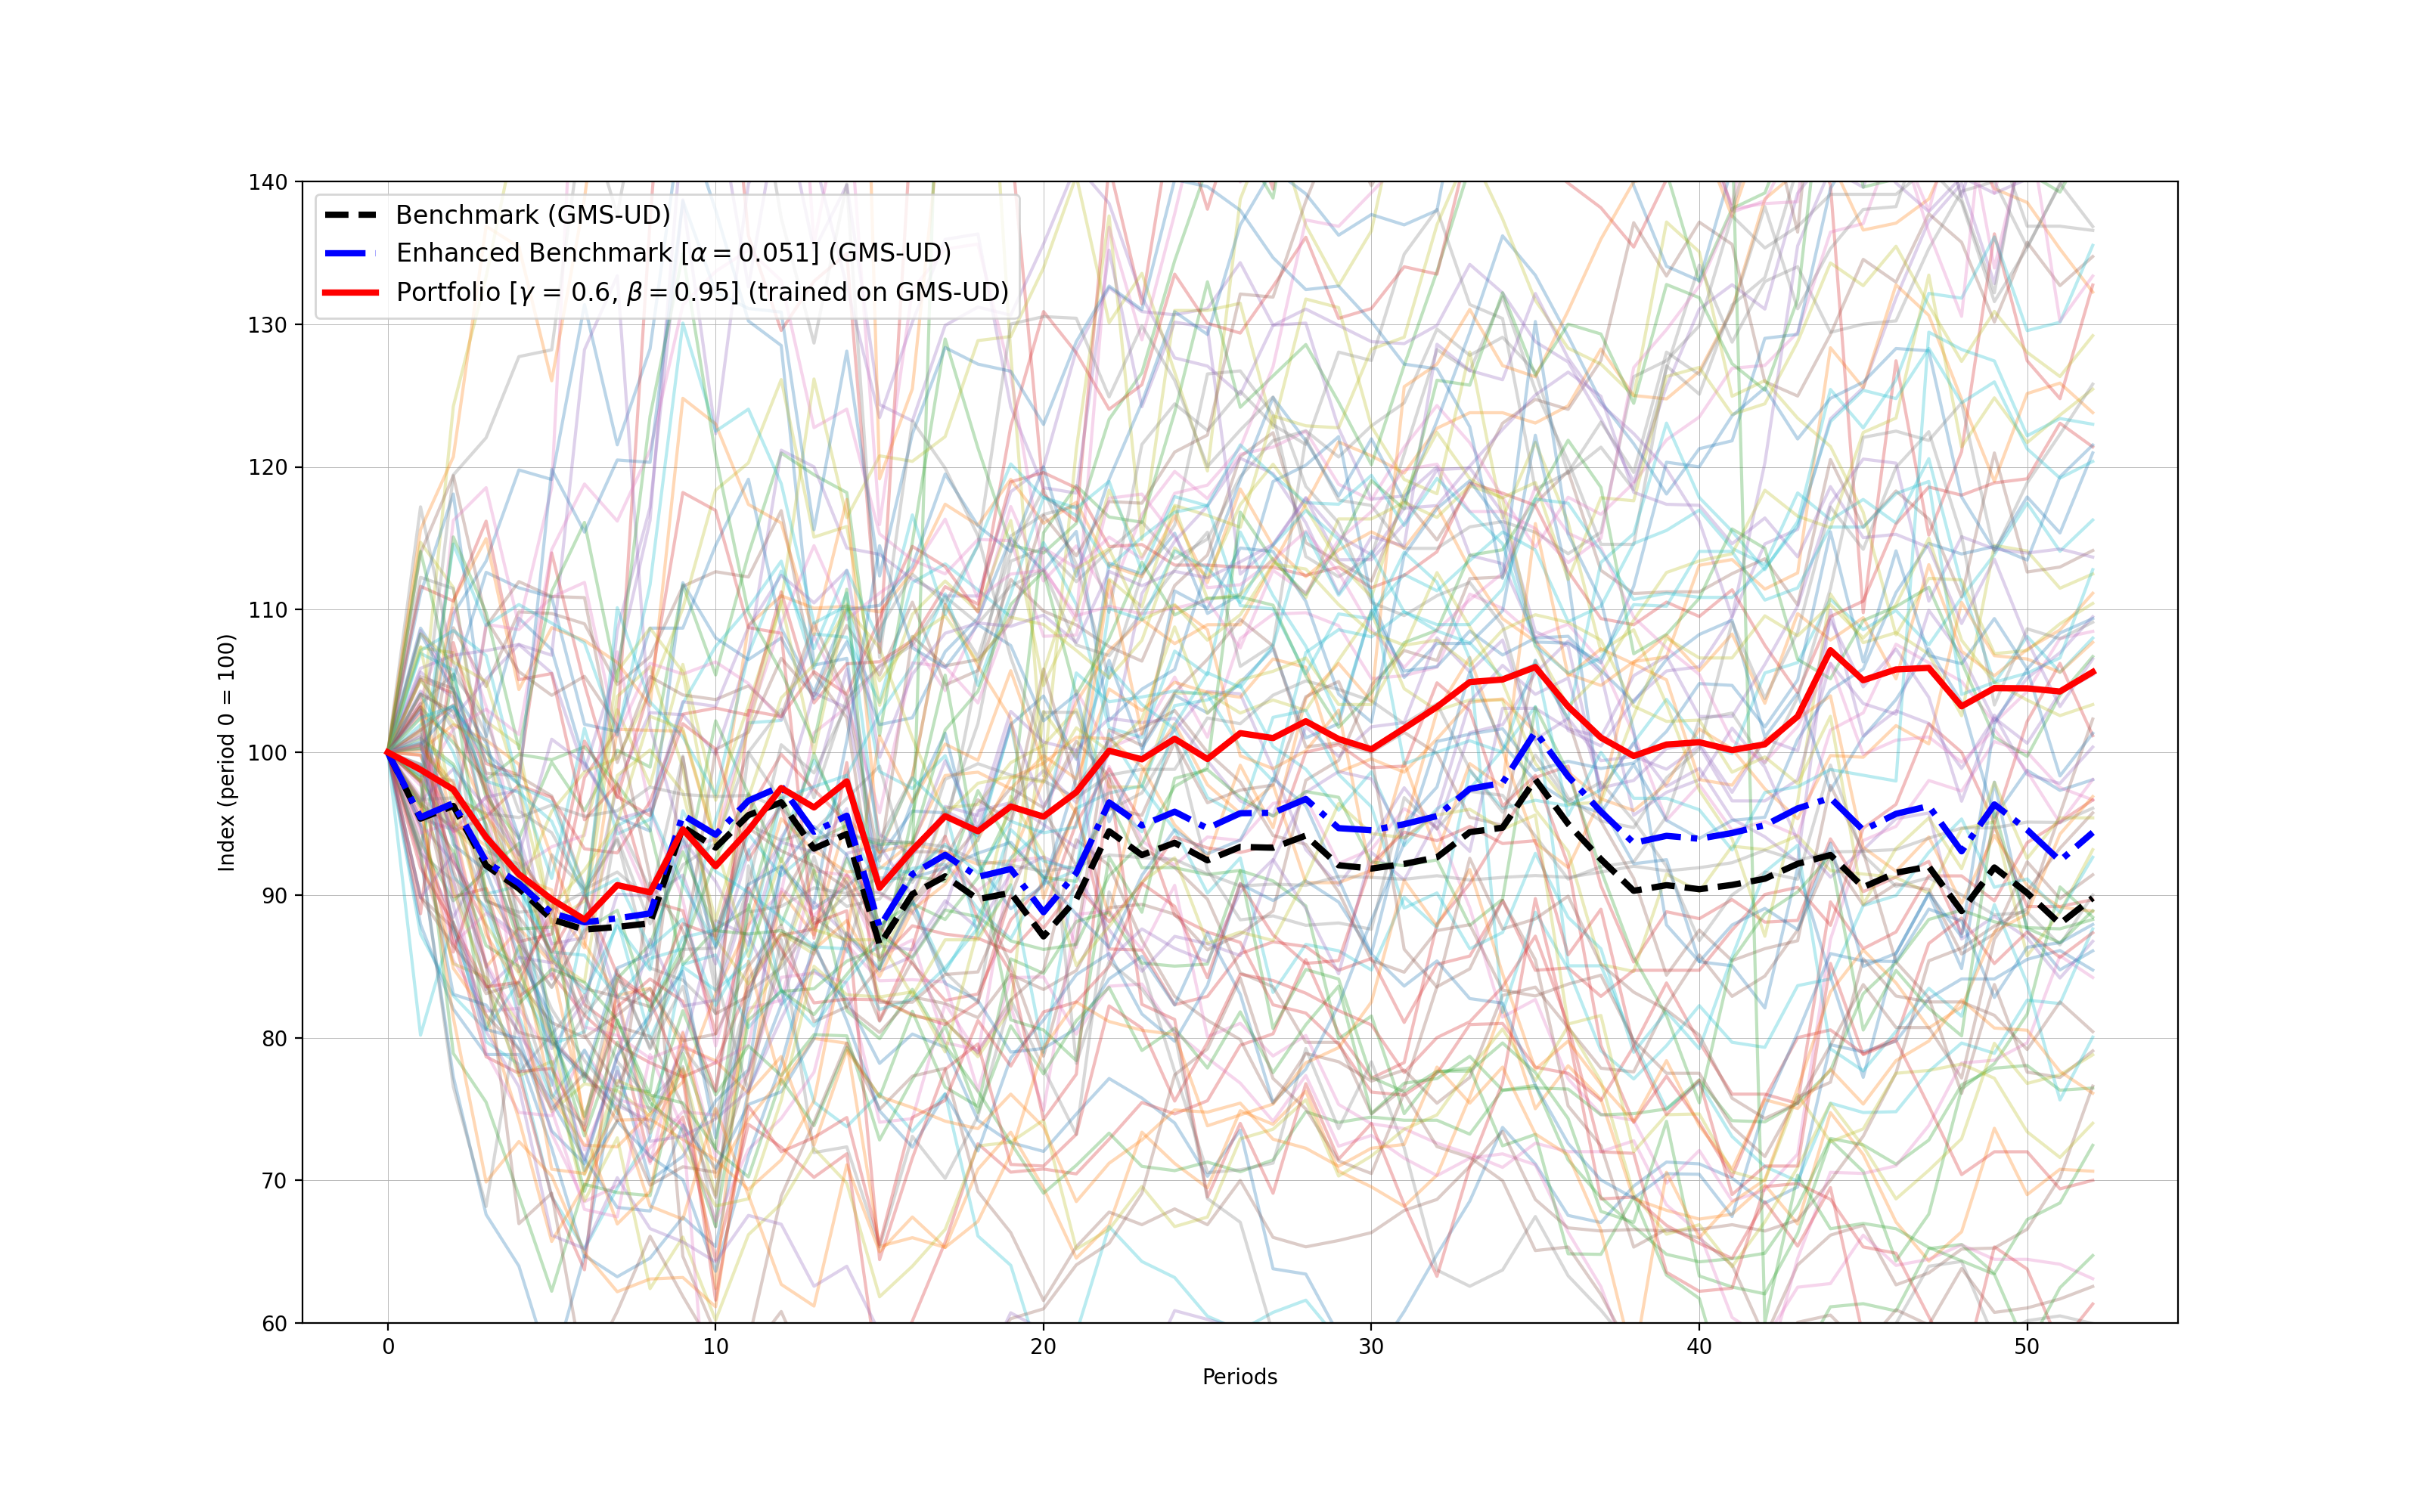 140
130
120
110
100
90
80
70
60
Index (period 0 = 100)
Benchmark (GMS-UD)
Enhanced Benchmark [α = 0.051] (GMS-UD)
Portfolio [γ = 0.6, β = 0.95] (trained on GMS-UD)
0 10 20 30 40 50
Periods